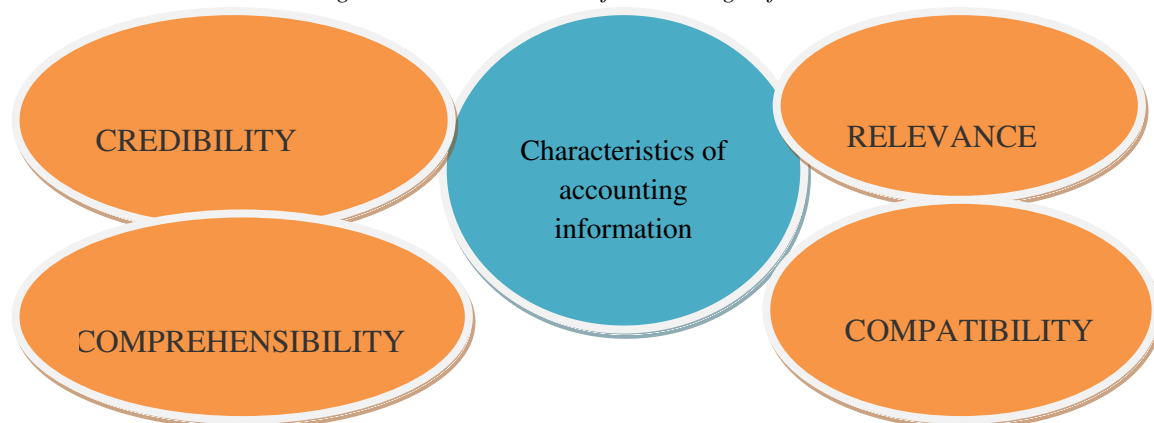 CREDIBILITY
Characteristics of
accounting
information
RELEVANCE
COMPREHENSIBILITY
COMPATIBILITY